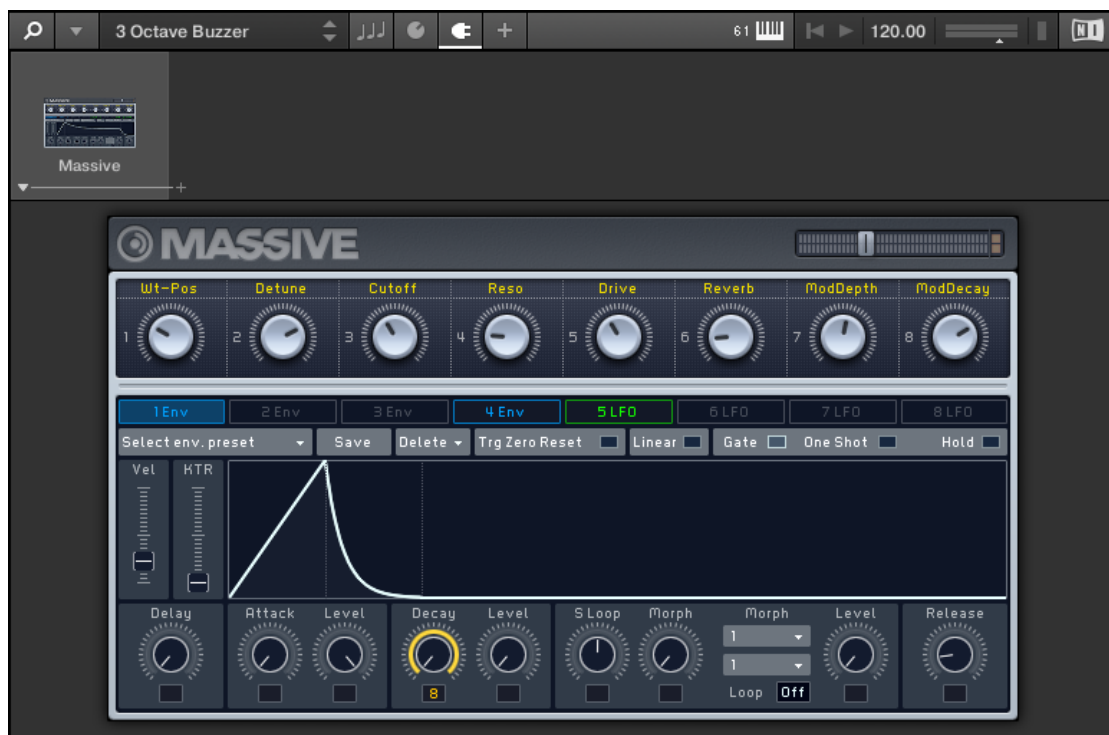 3 Octave Buzzer 61 120.00 NI
Massive
MASSIVE
Wt-Pos Detune Cutoff Reso Drive Reverb ModDepth ModDecay
1 2 3 4 5 6 7 8
1 Env 2 Env 3 Env 4 Env 5 LFO 6 LFO 7 LFO 8 LFO
Select env. preset Save Delete Trg Zero Reset Linear Gate One Shot Hold
Vel KTR
Delay Attack Level Decay Level S Loop Morph Morph Level Release
1
1
8 Loop Off